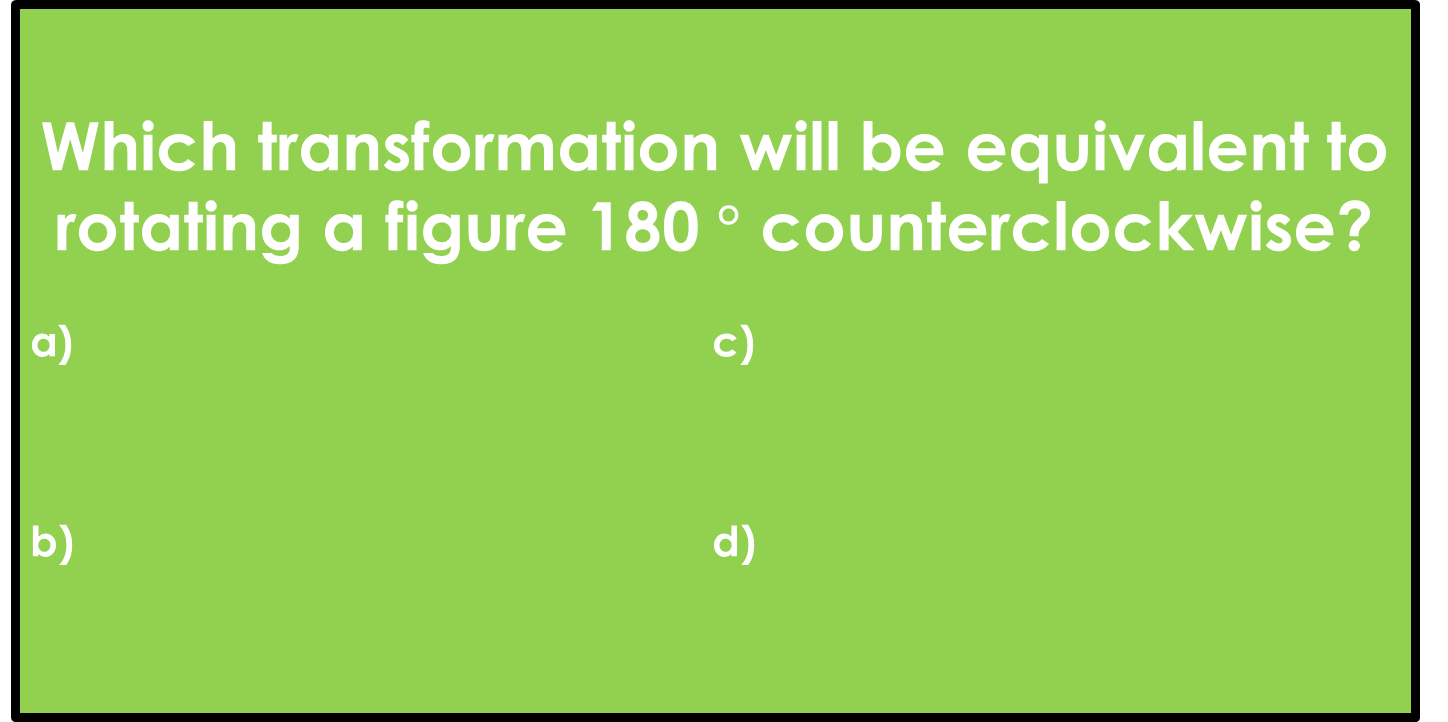 Which transformation will be equivalent to
rotating a figure 180 ° counterclockwise?
a)
c)
b)
d)